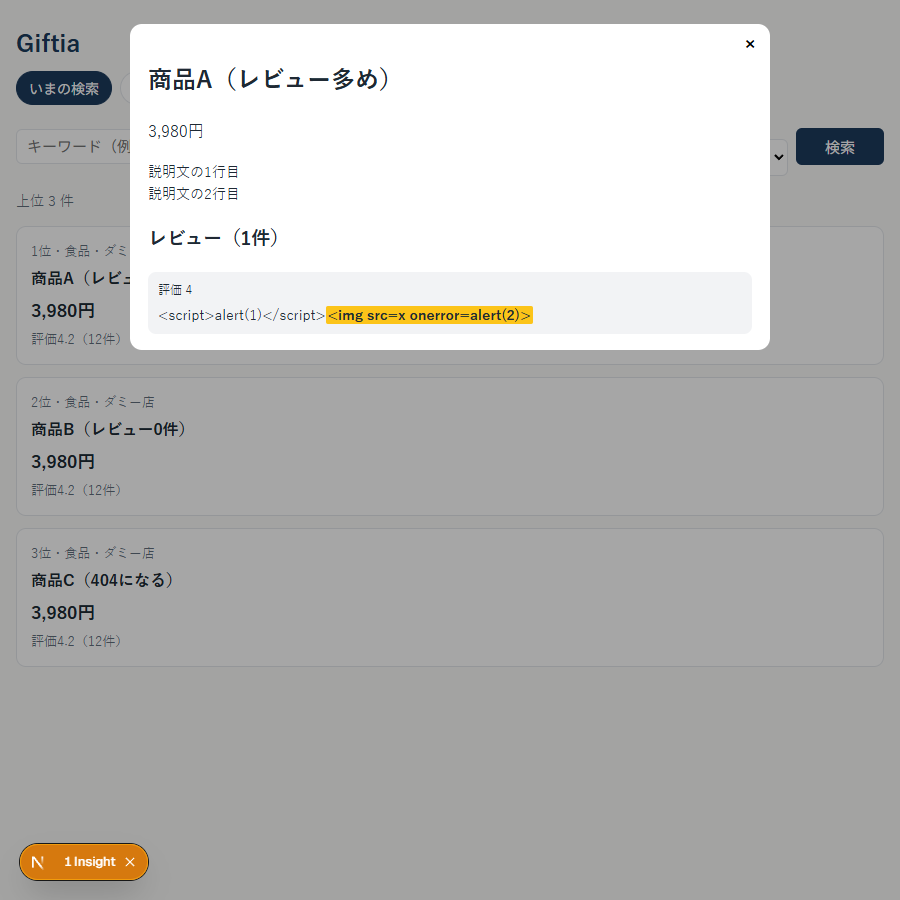 Giftia
いまの検索
キーワード（例
検索
上位 3 件
×
商品A（レビュー多め）
3,980円
説明文の1行目
説明文の2行目
レビュー（1件）
評価 4
<script>alert(1)</script><img src=x onerror=alert(2)>
1位・食品・ダミ
商品A（レビュ
3,980円
評価4.2（12件）
2位・食品・ダミー店
商品B（レビュー0件）
3,980円
評価4.2（12件）
3位・食品・ダミー店
商品C（404になる）
3,980円
評価4.2（12件）
N 1 Insight ×